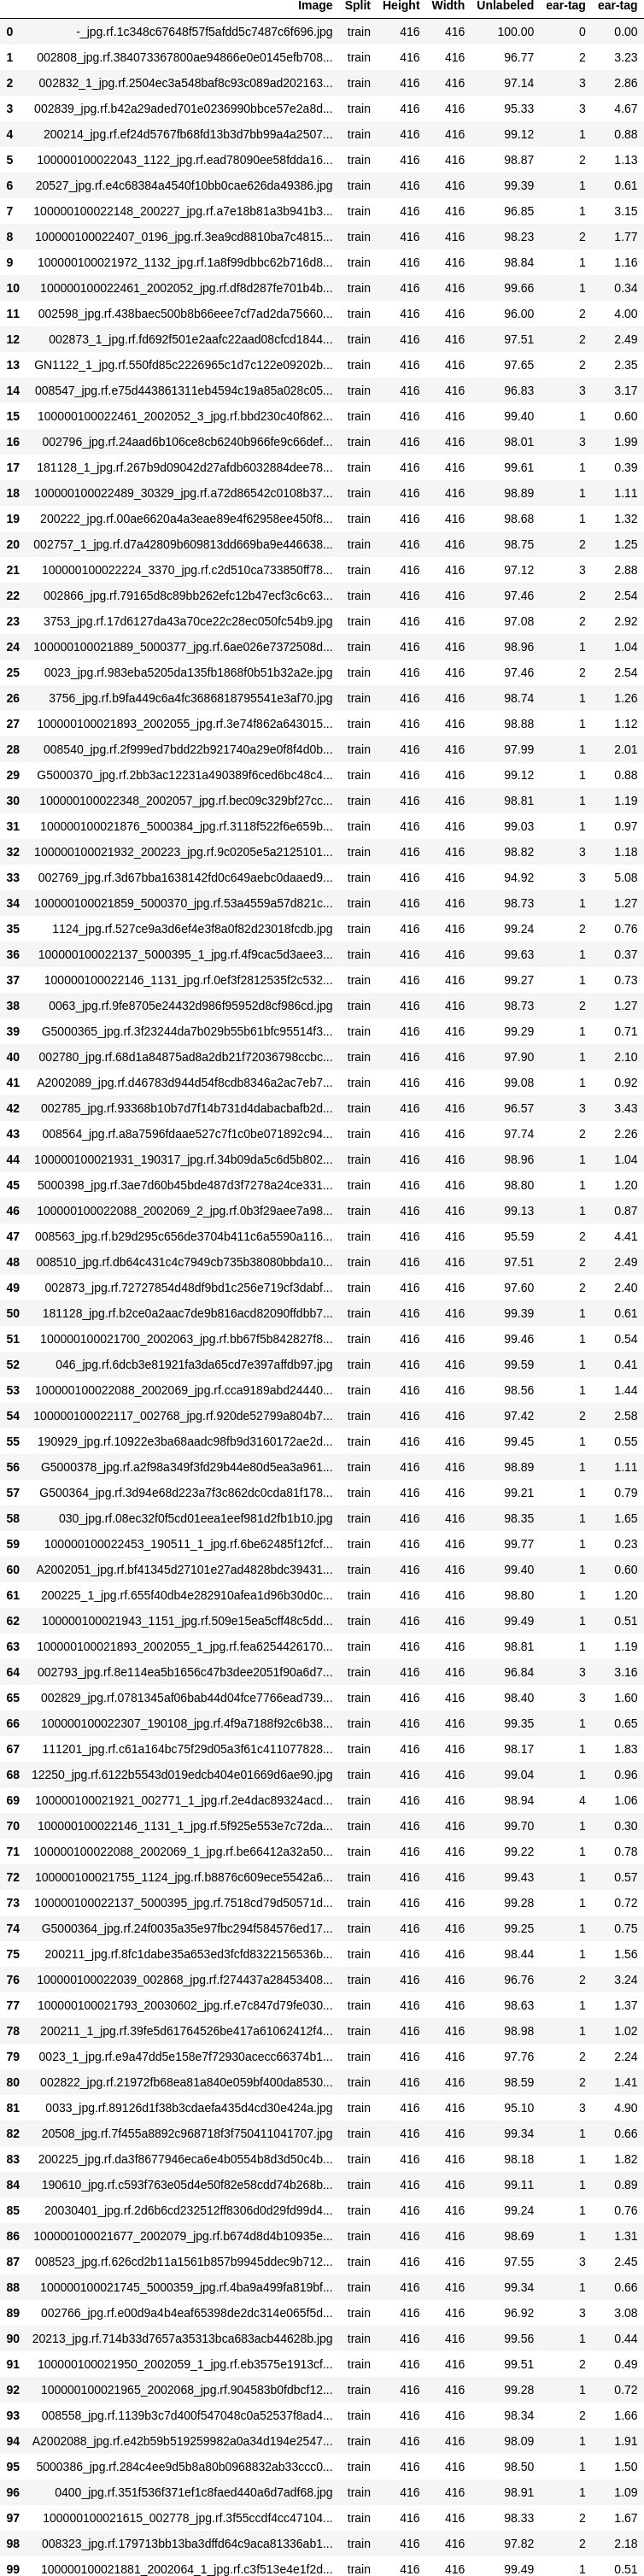 Image Split Height Width Unlabeled ear-tag ear-tag
0 -_jpg.rf.1c348c67648f57f5afdd5c7487c6f696.jpg train 416 416 100.00 0 0.00
1 002808_jpg.rf.384073367800ae94866e0e0145efb708... train 416 416 96.77 2 3.23
2 002832_1_jpg.rf.2504ec3a548baf8c93c089ad202163... train 416 416 97.14 3 2.86
3 002839_jpg.rf.b42a29aded701e0236990bbce57e2a8d... train 416 416 95.33 3 4.67
4 200214_jpg.rf.ef24d5767fb68fd13b3d7bb99a4a2507... train 416 416 99.12 1 0.88
5 100000100022043_1122_jpg.rf.ead78090ee58fdda16... train 416 416 98.87 2 1.13
6 20527_jpg.rf.e4c68384a4540f10bb0cae626da49386.jpg train 416 416 99.39 1 0.61
7 100000100022148_200227_jpg.rf.a7e18b81a3b941b3... train 416 416 96.85 1 3.15
8 100000100022407_0196_jpg.rf.3ea9cd8810ba7c4815... train 416 416 98.23 2 1.77
9 100000100021972_1132_jpg.rf.1a8f99dbbc62b716d8... train 416 416 98.84 1 1.16
10 100000100022461_2002052_jpg.rf.df8d287fe701b4b... train 416 416 99.66 1 0.34
11 002598_jpg.rf.438baec500b8b66eee7cf7ad2da75660... train 416 416 96.00 2 4.00
12 002873_1_jpg.rf.fd692f501e2aafc22aad08cfcd1844... train 416 416 97.51 2 2.49
13 GN1122_1_jpg.rf.550fd85c2226965c1d7c122e09202b... train 416 416 97.65 2 2.35
14 008547_jpg.rf.e75d443861311eb4594c19a85a028c05... train 416 416 96.83 3 3.17
15 100000100022461_2002052_3_jpg.rf.bbd230c40f862... train 416 416 99.40 1 0.60
16 002796_jpg.rf.24aad6b106ce8cb6240b966fe9c66def... train 416 416 98.01 3 1.99
17 181128_1_jpg.rf.267b9d09042d27afdb6032884dee78... train 416 416 99.61 1 0.39
18 100000100022489_30329_jpg.rf.a72d86542c0108b37... train 416 416 98.89 1 1.11
19 200222_jpg.rf.00ae6620a4a3eae89e4f62958ee450f8... train 416 416 98.68 1 1.32
20 002757_1_jpg.rf.d7a42809b609813dd669ba9e446638... train 416 416 98.75 2 1.25
21 100000100022224_3370_jpg.rf.c2d510ca733850ff78... train 416 416 97.12 3 2.88
22 002866_jpg.rf.79165d8c89bb262efc12b47ecf3c6c63... train 416 416 97.46 2 2.54
23 3753_jpg.rf.17d6127da43a70ce22c28ec050fc54b9.jpg train 416 416 97.08 2 2.92
24 100000100021889_5000377_jpg.rf.6ae026e7372508d... train 416 416 98.96 1 1.04
25 0023_jpg.rf.983eba5205da135fb1868f0b51b32a2e.jpg train 416 416 97.46 2 2.54
26 3756_jpg.rf.b9fa449c6a4fc3686818795541e3af70.jpg train 416 416 98.74 1 1.26
27 100000100021893_2002055_jpg.rf.3e74f862a643015... train 416 416 98.88 1 1.12
28 008540_jpg.rf.2f999ed7bdd22b921740a29e0f8f4d0b... train 416 416 97.99 1 2.01
29 G5000370_jpg.rf.2bb3ac12231a490389f6ced6bc48c4... train 416 416 99.12 1 0.88
30 100000100022348_2002057_jpg.rf.bec09c329bf27cc... train 416 416 98.81 1 1.19
31 100000100021876_5000384_jpg.rf.3118f522f6e659b... train 416 416 99.03 1 0.97
32 100000100021932_200223_jpg.rf.9c0205e5a2125101... train 416 416 98.82 3 1.18
33 002769_jpg.rf.3d67bba1638142fd0c649aebc0daaed9... train 416 416 94.92 3 5.08
34 100000100021859_5000370_jpg.rf.53a4559a57d821c... train 416 416 98.73 1 1.27
35 1124_jpg.rf.527ce9a3d6ef4e3f8a0f82d23018fcdb.jpg train 416 416 99.24 2 0.76
36 100000100022137_5000395_1_jpg.rf.4f9cac5d3aee3... train 416 416 99.63 1 0.37
37 100000100022146_1131_jpg.rf.0ef3f2812535f2c532... train 416 416 99.27 1 0.73
38 0063_jpg.rf.9fe8705e24432d986f95952d8cf986cd.jpg train 416 416 98.73 2 1.27
39 G5000365_jpg.rf.3f23244da7b029b55b61bfc95514f3... train 416 416 99.29 1 0.71
40 002780_jpg.rf.68d1a84875ad8a2db21f72036798ccbc... train 416 416 97.90 1 2.10
41 A2002089_jpg.rf.d46783d944d54f8cdb8346a2ac7eb7... train 416 416 99.08 1 0.92
42 002785_jpg.rf.93368b10b7d7f14b731d4dabacbafb2d... train 416 416 96.57 3 3.43
43 008564_jpg.rf.a8a7596fdaae527c7f1c0be071892c94... train 416 416 97.74 2 2.26
44 100000100021931_190317_jpg.rf.34b09da5c6d5b802... train 416 416 98.96 1 1.04
45 5000398_jpg.rf.3ae7d60b45bde487d3f7278a24ce331... train 416 416 98.80 1 1.20
46 100000100022088_2002069_2_jpg.rf.0b3f29aee7a98... train 416 416 99.13 1 0.87
47 008563_jpg.rf.b29d295c656de3704b411c6a5590a116... train 416 416 95.59 2 4.41
48 008510_jpg.rf.db64c431c4c7949cb735b38080bbda10... train 416 416 97.51 2 2.49
49 002873_jpg.rf.72727854d48df9bd1c256e719cf3dabf... train 416 416 97.60 2 2.40
50 181128_jpg.rf.b2ce0a2aac7de9b816acd82090ffdbb7... train 416 416 99.39 1 0.61
51 100000100021700_2002063_jpg.rf.bb67f5b842827f8... train 416 416 99.46 1 0.54
52 046_jpg.rf.6dcb3e81921fa3da65cd7e397affdb97.jpg train 416 416 99.59 1 0.41
53 100000100022088_2002069_jpg.rf.cca9189abd24440... train 416 416 98.56 1 1.44
54 100000100022117_002768_jpg.rf.920de52799a804b7... train 416 416 97.42 2 2.58
55 190929_jpg.rf.10922e3ba68aadc98fb9d3160172ae2d... train 416 416 99.45 1 0.55
56 G5000378_jpg.rf.a2f98a349f3fd29b44e80d5ea3a961... train 416 416 98.89 1 1.11
57 G500364_jpg.rf.3d94e68d223a7f3c862dc0cda81f178... train 416 416 99.21 1 0.79
58 030_jpg.rf.08ec32f0f5cd01eea1eef981d2fb1b10.jpg train 416 416 98.35 1 1.65
59 100000100022453_190511_1_jpg.rf.6be62485f12fcf... train 416 416 99.77 1 0.23
60 A2002051_jpg.rf.bf41345d27101e27ad4828bdc39431... train 416 416 99.40 1 0.60
61 200225_1_jpg.rf.655f40db4e282910afea1d96b30d0c... train 416 416 98.80 1 1.20
62 100000100021943_1151_jpg.rf.509e15ea5cff48c5dd... train 416 416 99.49 1 0.51
63 100000100021893_2002055_1_jpg.rf.fea6254426170... train 416 416 98.81 1 1.19
64 002793_jpg.rf.8e114ea5b1656c47b3dee2051f90a6d7... train 416 416 96.84 3 3.16
65 002829_jpg.rf.0781345af06bab44d04fce7766ead739... train 416 416 98.40 3 1.60
66 100000100022307_190108_jpg.rf.4f9a7188f92c6b38... train 416 416 99.35 1 0.65
67 111201_jpg.rf.c61a164bc75f29d05a3f61c411077828... train 416 416 98.17 1 1.83
68 12250_jpg.rf.6122b5543d019edcb404e01669d6ae90.jpg train 416 416 99.04 1 0.96
69 100000100021921_002771_1_jpg.rf.2e4dac89324acd... train 416 416 98.94 4 1.06
70 100000100022146_1131_1_jpg.rf.5f925e553e7c72da... train 416 416 99.70 1 0.30
71 100000100022088_2002069_1_jpg.rf.be66412a32a50... train 416 416 99.22 1 0.78
72 100000100021755_1124_jpg.rf.b8876c609ece5542a6... train 416 416 99.43 1 0.57
73 100000100022137_5000395_jpg.rf.7518cd79d50571d... train 416 416 99.28 1 0.72
74 G5000364_jpg.rf.24f0035a35e97fbc294f584576ed17... train 416 416 99.25 1 0.75
75 200211_jpg.rf.8fc1dabe35a653ed3fcfd8322156536b... train 416 416 98.44 1 1.56
76 100000100022039_002868_jpg.rf.f274437a28453408... train 416 416 96.76 2 3.24
77 100000100021793_20030602_jpg.rf.e7c847d79fe030... train 416 416 98.63 1 1.37
78 200211_1_jpg.rf.39fe5d61764526be417a61062412f4... train 416 416 98.98 1 1.02
79 0023_1_jpg.rf.e9a47dd5e158e7f72930acecc66374b1... train 416 416 97.76 2 2.24
80 002822_jpg.rf.21972fb68ea81a840e059bf400da8530... train 416 416 98.59 2 1.41
81 0033_jpg.rf.89126d1f38b3cdaefa435d4cd30e424a.jpg train 416 416 95.10 3 4.90
82 20508_jpg.rf.7f455a8892c968718f3f750411041707.jpg train 416 416 99.34 1 0.66
83 200225_jpg.rf.da3f8677946eca6e4b0554b8d3d50c4b... train 416 416 98.18 1 1.82
84 190610_jpg.rf.c593f763e05d4e50f82e58cdd74b268b... train 416 416 99.11 1 0.89
85 20030401_jpg.rf.2d6b6cd232512ff8306d0d29fd99d4... train 416 416 99.24 1 0.76
86 100000100021677_2002079_jpg.rf.b674d8d4b10935e... train 416 416 98.69 1 1.31
87 008523_jpg.rf.626cd2b11a1561b857b9945ddec9b712... train 416 416 97.55 3 2.45
88 100000100021745_5000359_jpg.rf.4ba9a499fa819bf... train 416 416 99.34 1 0.66
89 002766_jpg.rf.e00d9a4b4eaf65398de2dc314e065f5d... train 416 416 96.92 3 3.08
90 20213_jpg.rf.714b33d7657a35313bca683acb44628b.jpg train 416 416 99.56 1 0.44
91 100000100021950_2002059_1_jpg.rf.eb3575e1913cf... train 416 416 99.51 2 0.49
92 100000100021965_2002068_jpg.rf.904583b0fdbcf12... train 416 416 99.28 1 0.72
93 008558_jpg.rf.1139b3c7d400f547048c0a52537f8ad4... train 416 416 98.34 2 1.66
94 A2002088_jpg.rf.e42b59b519259982a0a34d194e2547... train 416 416 98.09 1 1.91
95 5000386_jpg.rf.284c4ee9d5b8a80b0968832ab33ccc0... train 416 416 98.50 1 1.50
96 0400_jpg.rf.351f536f371ef1c8faed440a6d7adf68.jpg train 416 416 98.91 1 1.09
97 100000100021615_002778_jpg.rf.3f55ccdf4cc47104... train 416 416 98.33 2 1.67
98 008323_jpg.rf.179713bb13ba3dffd64c9aca81336ab1... train 416 416 97.82 2 2.18
99 100000100021881_2002064_1_jpg.rf.c3f513e4e1f2d... train 416 416 99.49 1 0.51